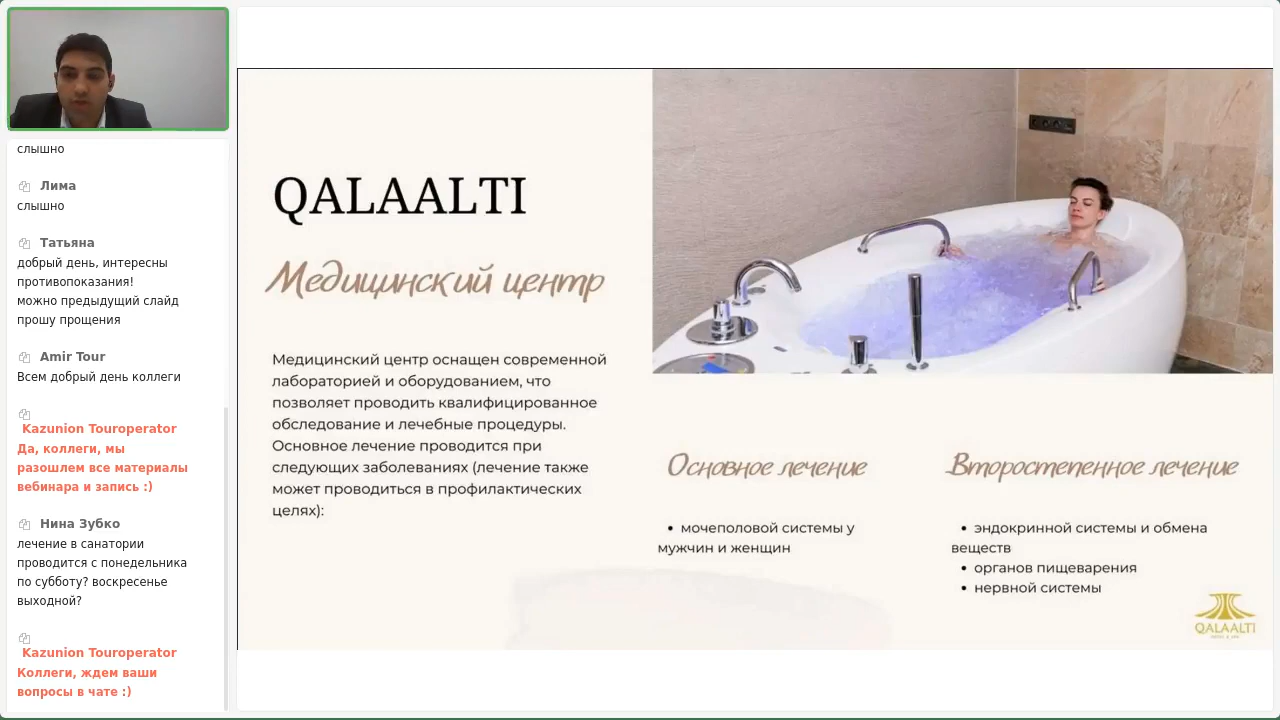 слышно
Лима
слышно
Татьяна
добрый день, интересны
противопоказания!
можно предыдущий слайд
прошу прощения
Amir Tour
Всем добрый день коллеги
Kazunion Touroperator
Да, коллеги, мы
разошлем все материалы
вебинара и запись :)
Нина Зубко
лечение в санатории
проводится с понедельника
по субботу? воскресенье
выходной?
Kazunion Touroperator
Коллеги, ждем ваши
вопросы в чате :)
QALAALTI
Медицинский центр
Медицинский центр оснащен современной
лабораторией и оборудованием, что
позволяет проводить квалифицированное
обследование и лечебные процедуры.
Основное лечение проводится при
следующих заболеваниях (лечение также
может проводиться в профилактических
целях):
Основное лечение
• мочеполовой системы у
мужчин и женщин
Второстепенное лечение
• эндокринной системы и обмена
веществ
• органов пищеварения
• нервной системы
QALAALTI
HOTEL & SPA